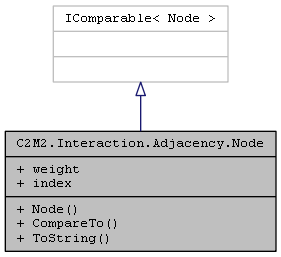 IComparable< Node >
C2M2.Interaction.Adjacency.Node
+ weight
+ index
+ Node()
+ CompareTo()
+ ToString()